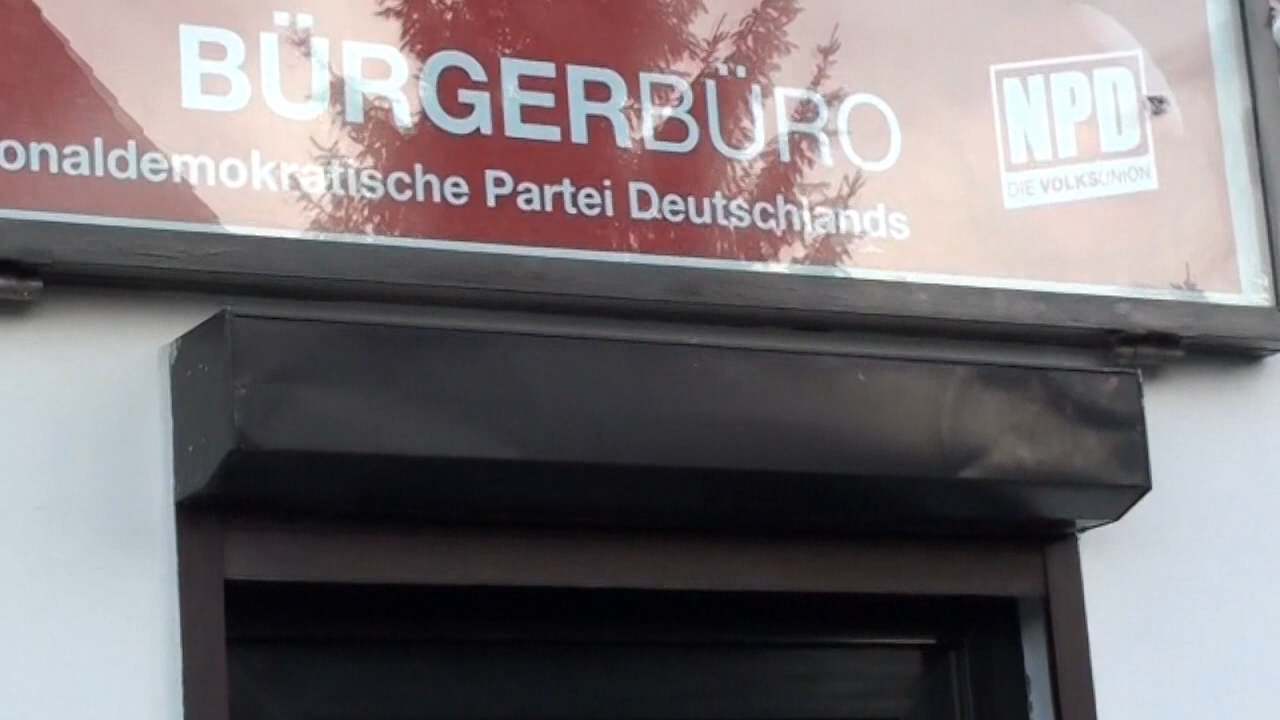 BÜRGERBÜRO
onaldemokratische Partei Deutschlands
NPD
DIE VOLKSUNION